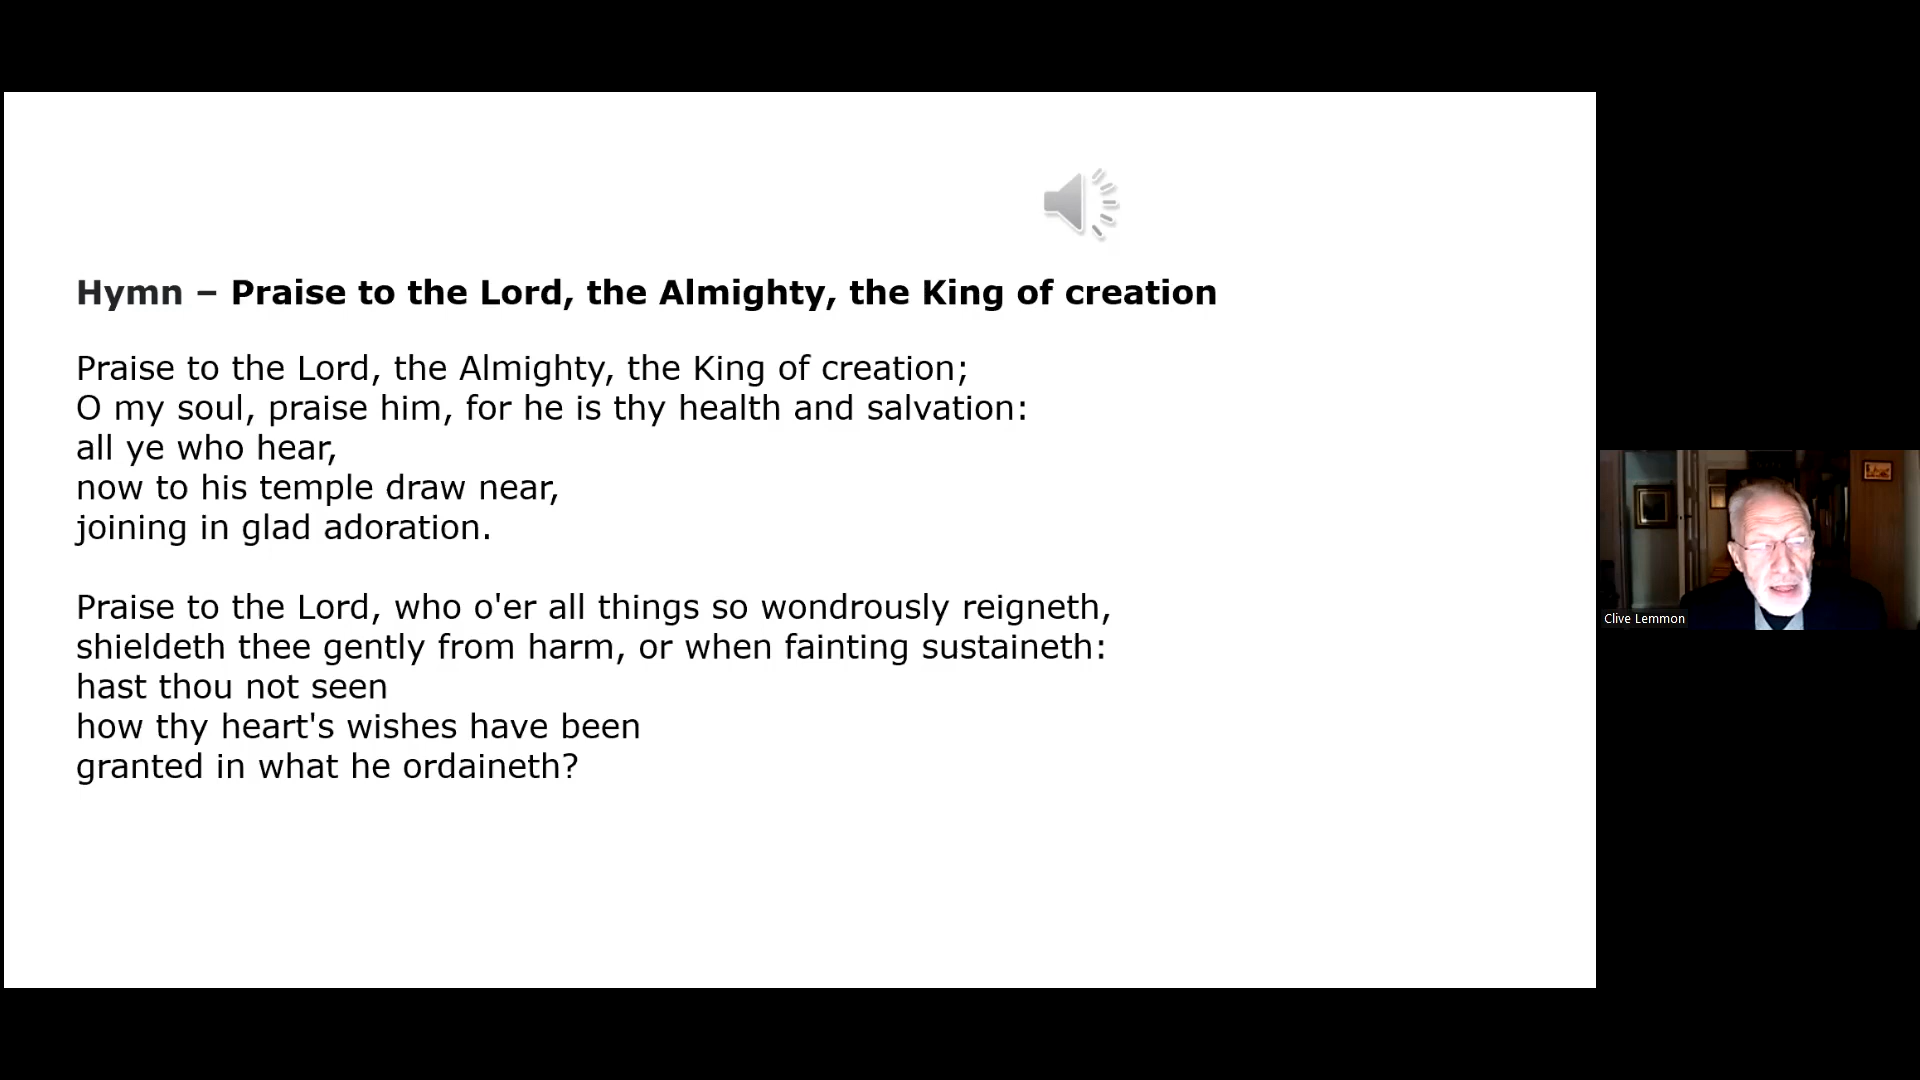 Hymn – Praise to the Lord, the Almighty, the King of creation
Praise to the Lord, the Almighty, the King of creation;
O my soul, praise him, for he is thy health and salvation:
all ye who hear,
now to his temple draw near,
joining in glad adoration.
Praise to the Lord, who o'er all things so wondrously reigneth,
shieldeth thee gently from harm, or when fainting sustaineth:
hast thou not seen
how thy heart's wishes have been
granted in what he ordaineth?
Clive Lemmon